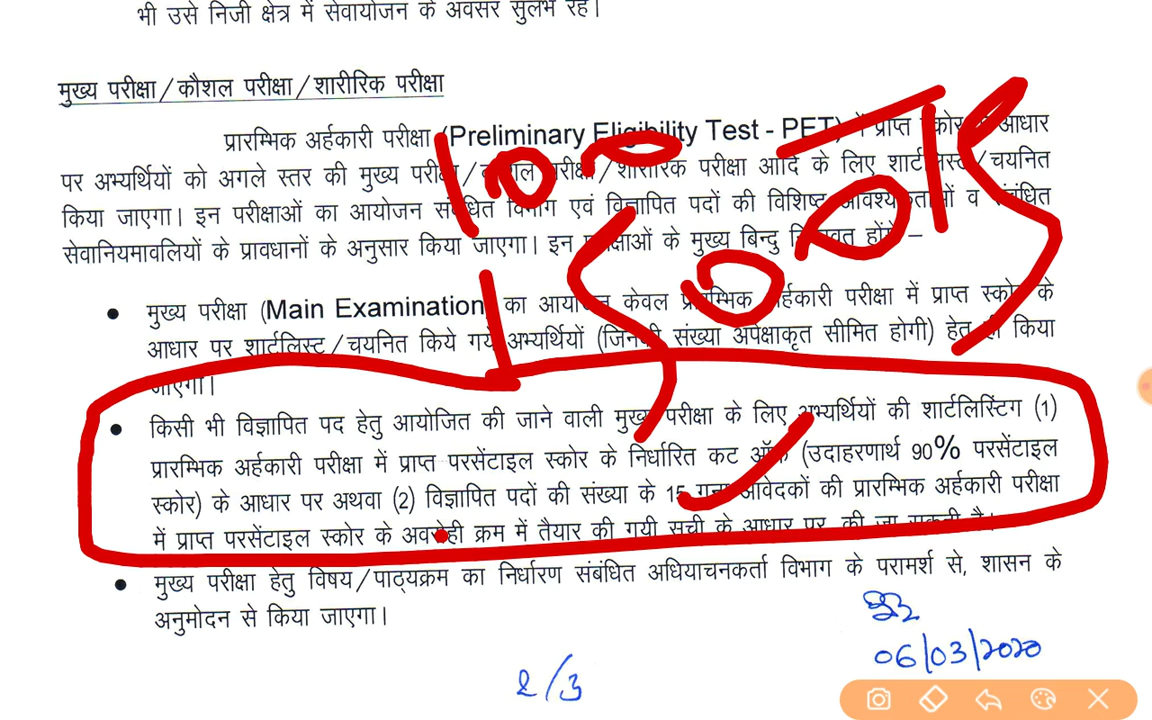 भी उसे निजी क्षेत्र में सेवायोजन के अवसर सुलभ रहें।
मुख्य परीक्षा/कौशल परीक्षा/शारीरिक परीक्षा
प्रारम्भिक अर्हकारी परीक्षा (Preliminary Eligibility Test - PET) में प्राप्त स्कोर के आधार
पर अभ्यर्थियों को अगले स्तर की मुख्य परीक्षा/कौशल परीक्षा/शारीरिक परीक्षा आदि के लिए शार्टलिस्ट/चयनित
किया जाएगा। इन परीक्षाओं का आयोजन संबंधित विभाग एवं विज्ञापित पदों की विशिष्ट आवश्यकताओं व संबंधित
सेवानियमावलियों के प्रावधानों के अनुसार किया जाएगा। इन परीक्षाओं के मुख्य बिन्दु निम्नवत होंगे –
• मुख्य परीक्षा (Main Examination) का आयोजन केवल प्रारम्भिक अर्हकारी परीक्षा में प्राप्त स्कोर के
आधार पर शार्टलिस्ट/चयनित किये गये अभ्यर्थियों (जिनकी संख्या अपेक्षाकृत सीमित होगी) हेतु ही किया
जाएगा।
• किसी भी विज्ञापित पद हेतु आयोजित की जाने वाली मुख्य परीक्षा के लिए अभ्यर्थियों की शार्टलिस्टिंग (1)
प्रारम्भिक अर्हकारी परीक्षा में प्राप्त परसेंटाइल स्कोर के निर्धारित कट ऑफ (उदाहरणार्थ 90% परसेंटाइल
स्कोर) के आधार पर अथवा (2) विज्ञापित पदों की संख्या के 15 गुना आवेदकों की प्रारम्भिक अर्हकारी परीक्षा
में प्राप्त परसेंटाइल स्कोर के अवरोही क्रम में तैयार की गयी सूची के आधार पर, की जा सकती है।
• मुख्य परीक्षा हेतु विषय/पाठ्यक्रम का निर्धारण संबंधित अधियाचनकर्ता विभाग के परामर्श से, शासन के
अनुमोदन से किया जाएगा।
06/03/2020
2/3